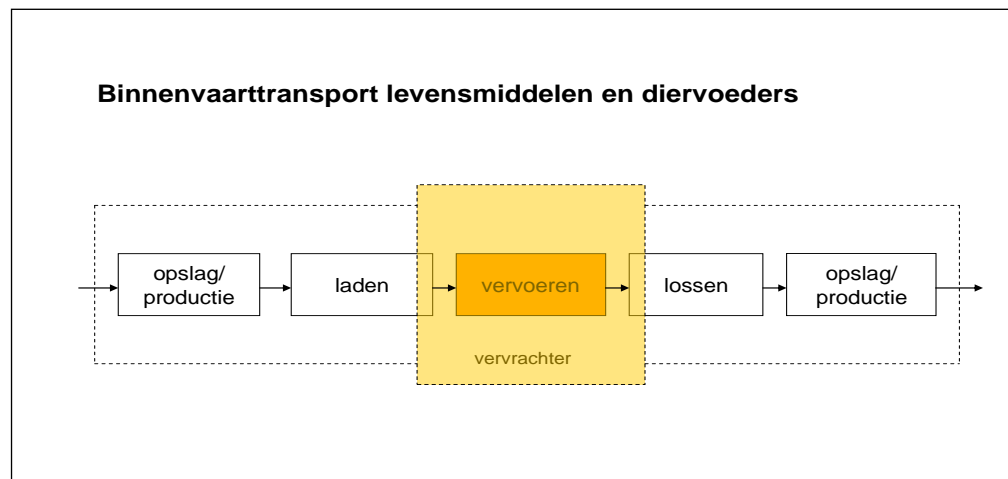 Binnenvaarttransport levensmiddelen en diervoeders
opslag/
productie
laden
vervoeren
lossen
opslag/
productie
vervrachter